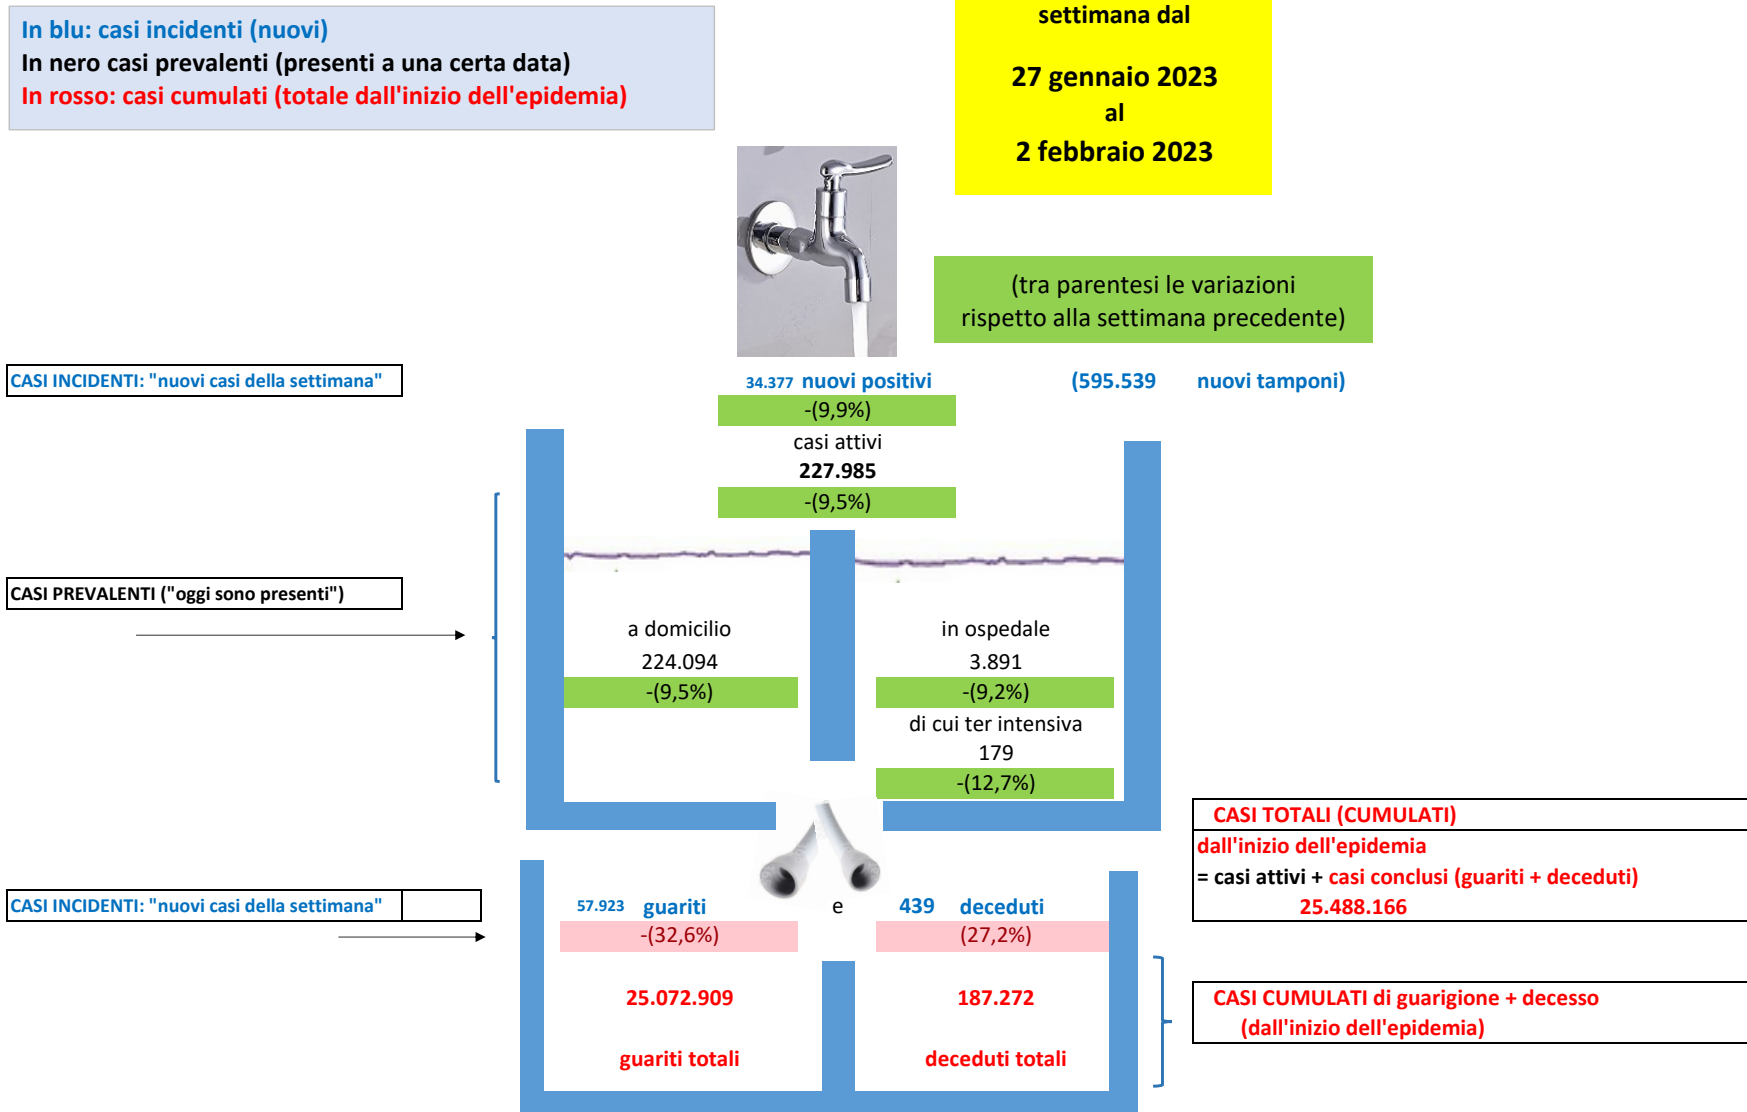 In blu: casi incidenti (nuovi)
In nero casi prevalenti (presenti a una certa data)
In rosso: casi cumulati (totale dall'inizio dell'epidemia)
settimana dal
27 gennaio 2023
al
2 febbraio 2023
(tra parentesi le variazioni
rispetto alla settimana precedente)
CASI INCIDENTI: "nuovi casi della settimana"
34.377 nuovi positivi
(595.539 nuovi tamponi)
-(9,9%)
casi attivi
227.985
-(9,5%)
CASI PREVALENTI ("oggi sono presenti")
a domicilio
224.094
-(9,5%)
in ospedale
3.891
-(9,2%)
di cui ter intensiva
179
-(12,7%)
CASI TOTALI (CUMULATI)
dall'inizio dell'epidemia
= casi attivi + casi conclusi (guariti + deceduti)
25.488.166
CASI INCIDENTI: "nuovi casi della settimana"
57.923 guariti e 439 deceduti
-(32,6%) (27,2%)
25.072.909 187.272
guariti totali deceduti totali
CASI CUMULATI di guarigione + decesso
(dall'inizio dell'epidemia)